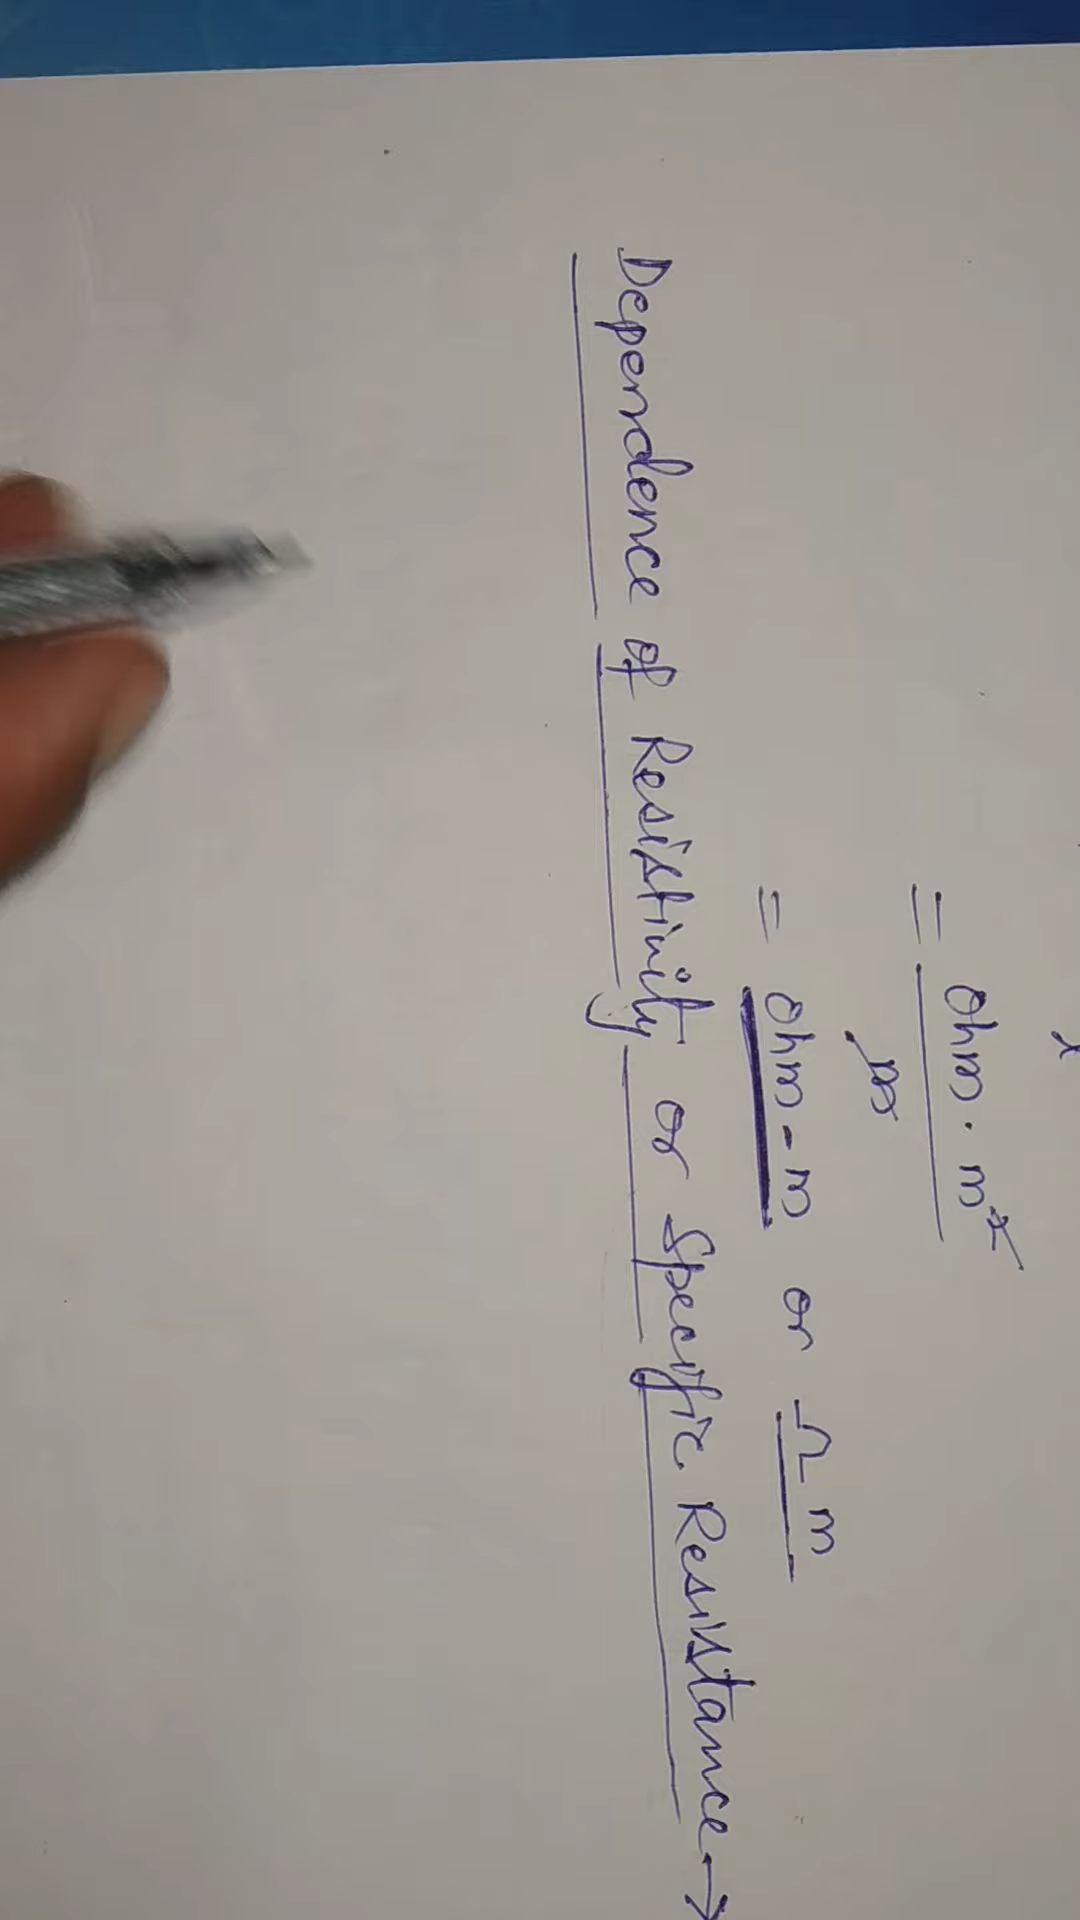 = ohm · m²
m
= ohm - m or Ω m
Dependence of Resistivity or Specific Resistance →